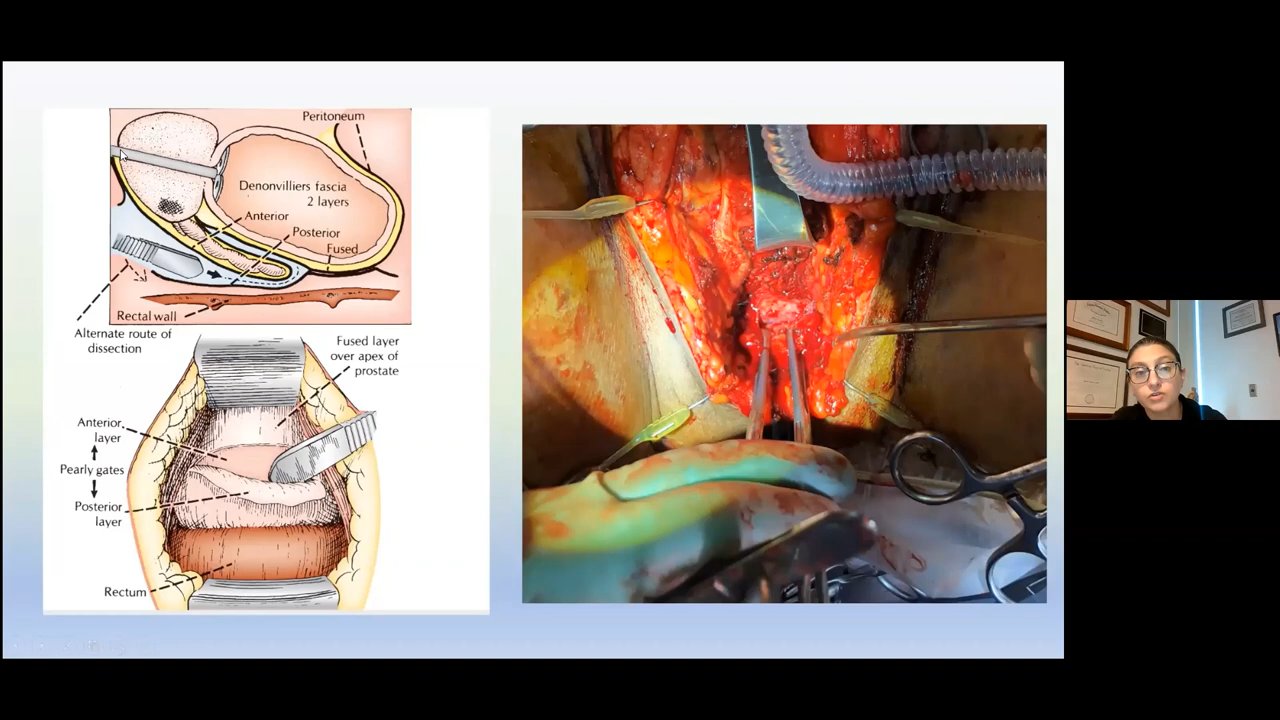 Peritoneum
Denonvilliers fascia
2 layers
Anterior
Posterior
Fused
Rectal wall
Alternate route of
dissection
Fused layer
over apex of
prostate
Anterior
layer
Pearly gates
Posterior
layer
Rectum